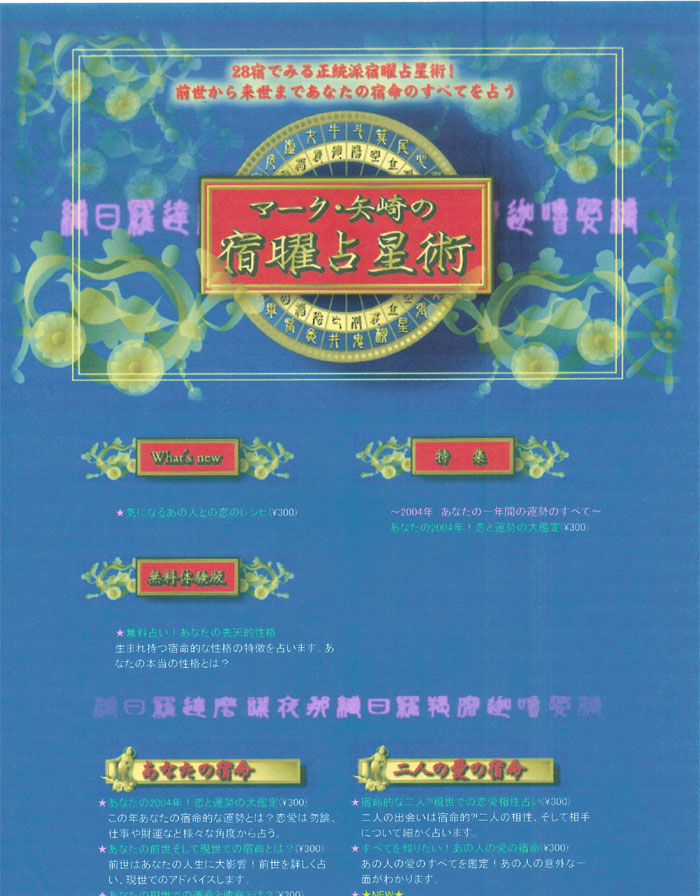 28宿でみる正統派宿曜占星術!
前世から来世まであなたの宿命のすべてを占う
マーク・矢崎の
宿曜占星術
What's new
特集
★気になるあの人との恋のレシピ(¥300)
～2004年 あなたの一年間の運勢のすべて～
あなたの2004年！恋と運勢の大鑑定(¥300)
無料体験版
★無料占い！あなたの先天的性格
生まれ持つ宿命的な性格の特徴を占います。あ
なたの本当の性格とは？
あなたの宿命
★あなたの2004年！恋と運勢の大鑑定(¥300)
この年あなたの宿命的な運勢とは？恋愛は勿論、
仕事や財運など様々な角度から占う。
★あなたの前世そして現世での宿命とは？(¥300)
前世はあなたの人生に大影響！前世を詳しく占
い、現世でのアドバイスします。
★あなたの現世での運命と使命とは？(¥300)
二人の愛の宿命
★宿命的な二人?!現世での恋愛相性占い(¥300)
二人の出会いは宿命的?!二人の相性、そして相手
について細かく占います。
★すべてを知りたい！あの人の愛の宿命(¥300)
あの人の愛のすべてを鑑定！あの人の意外な一
面がわかります。
★★NEW★